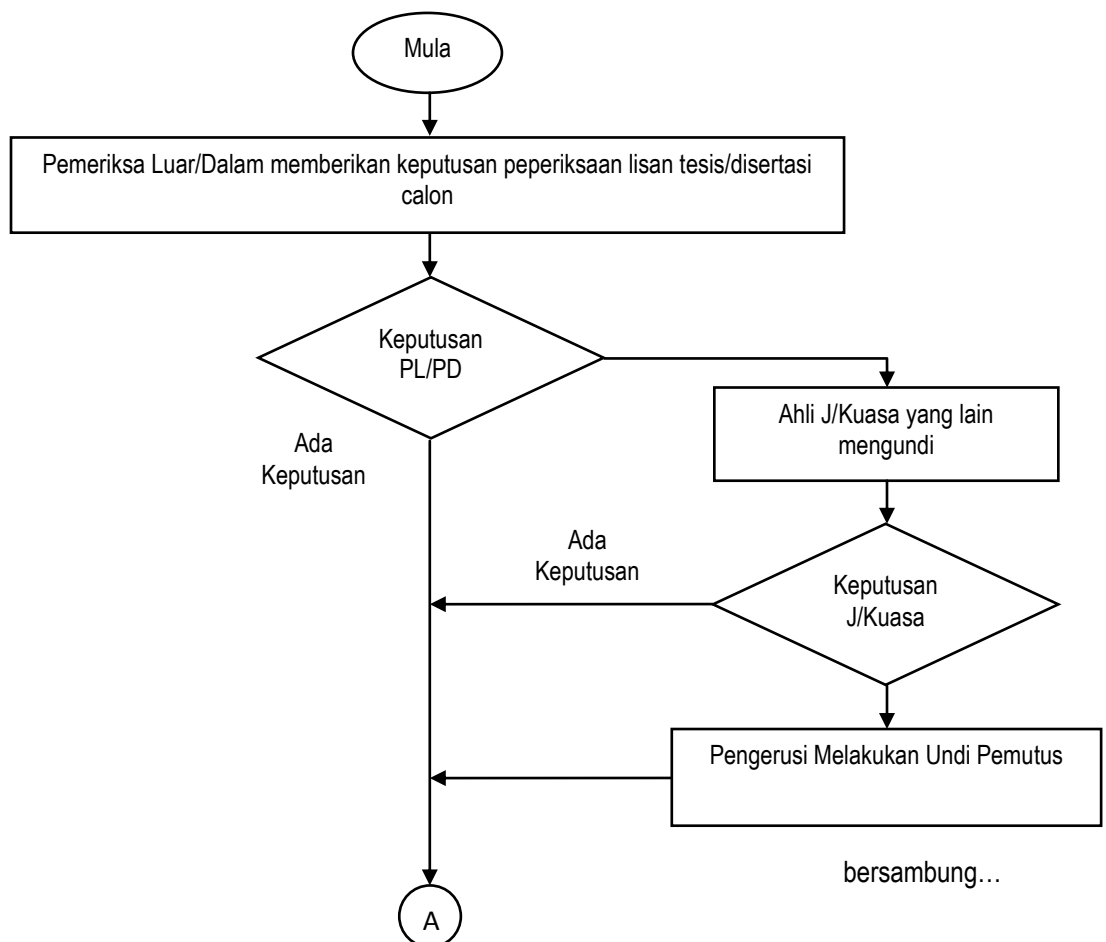 Mula
Pemeriksa Luar/Dalam memberikan keputusan peperiksaan lisan tesis/disertasi
calon
Keputusan
PL/PD
Ahli J/Kuasa yang lain
mengundi
Ada
Keputusan
Ada
Keputusan
Keputusan
J/Kuasa
Pengerusi Melakukan Undi Pemutus
bersambung…
A